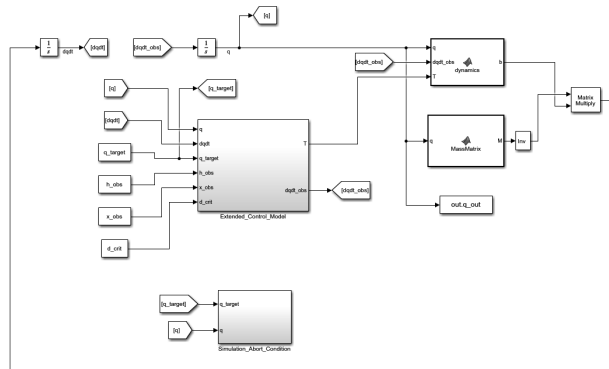 [q]
1
s
dqdt
[dqdt]
[dqdt_obs]
1
s
q
q
dqdt_obs
T
dynamics
b
[dqdt_obs]
Matrix
Multiply
[q]
[q_target]
[dqdt]
q_target
h_obs
x_obs
d_crit
q
dqdt
q_target
h_obs
x_obs
d_crit
T
dqdt_obs
Extended_Control_Model
[dqdt_obs]
q
MassMatrix
M
Inv
out.q_out
[q_target]
[q]
q_target
q
Simulation_Abort_Condition